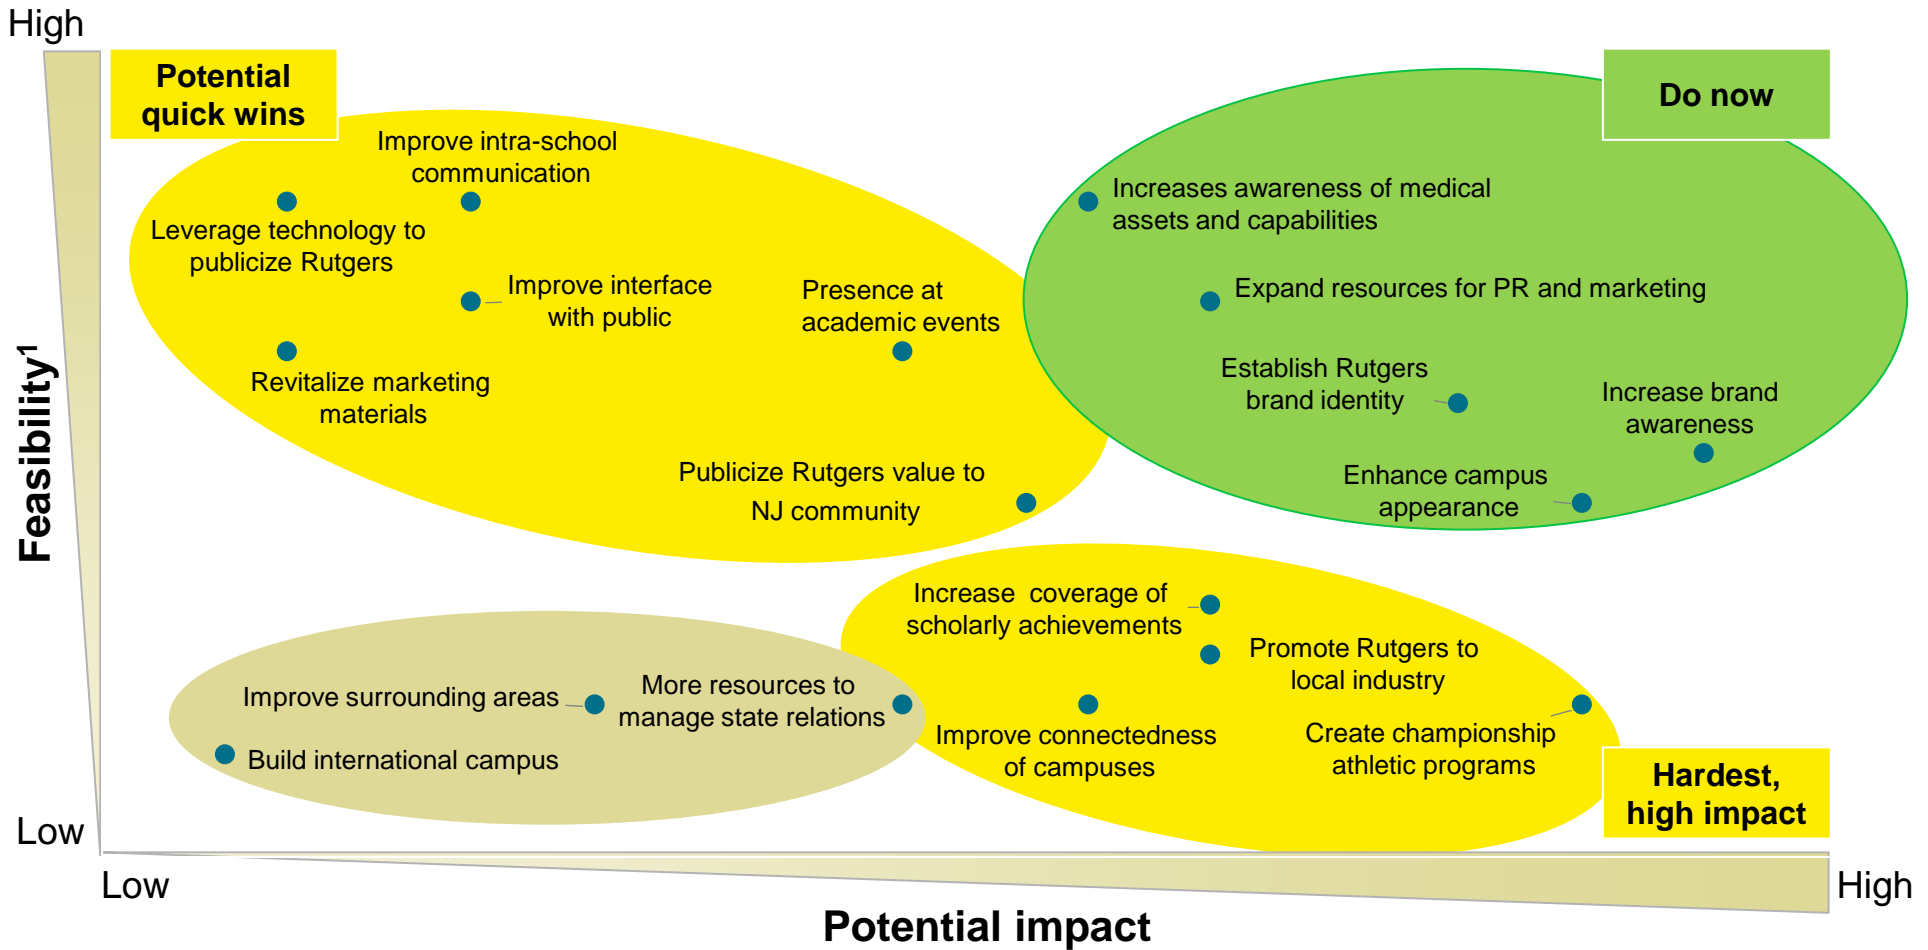 High
Potential
quick wins
Do now
Improve intra-school
communication
Increases awareness of medical
assets and capabilities
Leverage technology to
publicize Rutgers
Improve interface
with public
Presence at
academic events
Expand resources for PR and marketing
Revitalize marketing
materials
Establish Rutgers
brand identity
Increase brand
awareness
Publicize Rutgers value to
NJ community
Enhance campus
appearance
Feasibility1
Increase  coverage of
scholarly achievements
Promote Rutgers to
local industry
Improve surrounding areas
More resources to
manage state relations
Improve connectedness
of campuses
Create championship
athletic programs
Build international campus
Hardest,
high impact
Low
Low
High
Potential impact